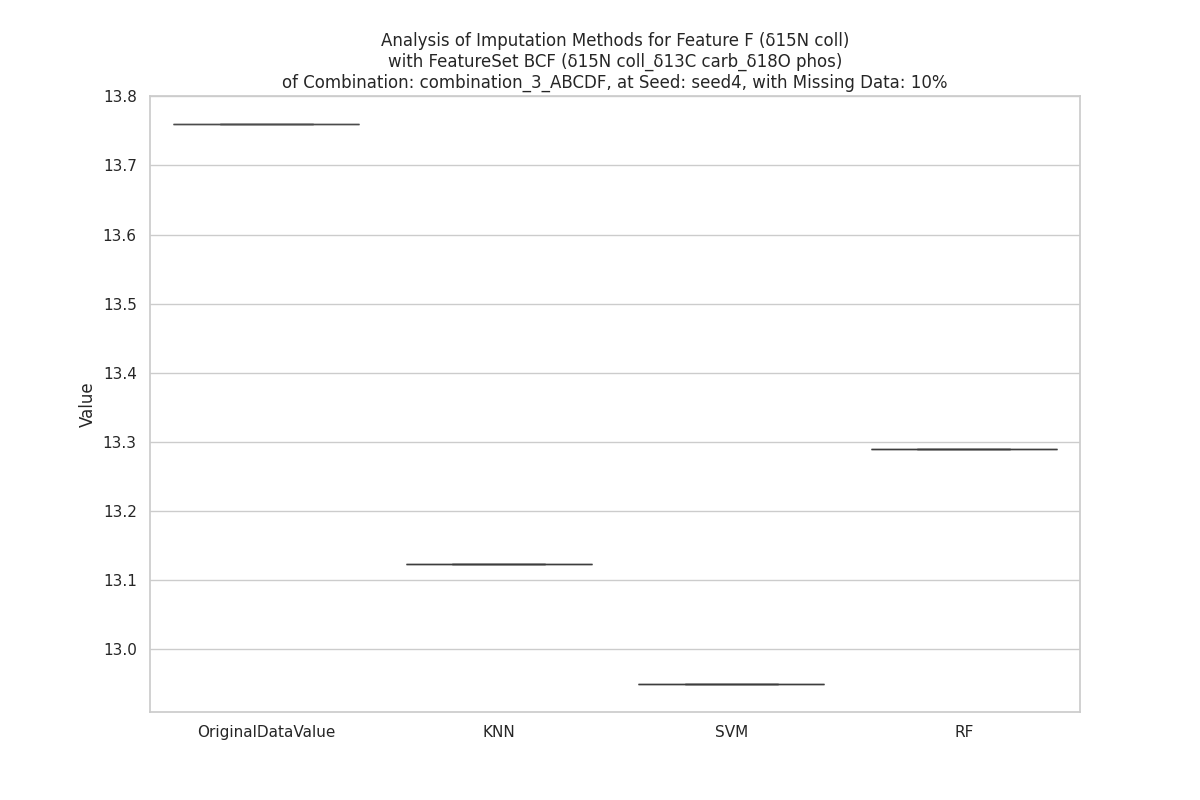 Analysis of Imputation Methods for Feature F (δ15N coll)
with FeatureSet BCF (δ15N coll_δ13C carb_δ18O phos)
of Combination: combination_3_ABCDF, at Seed: seed4, with Missing Data: 10%
13.8
13.7
13.6
13.5
13.4
13.3
13.2
13.1
13.0
Value
OriginalDataValue KNN SVM RF